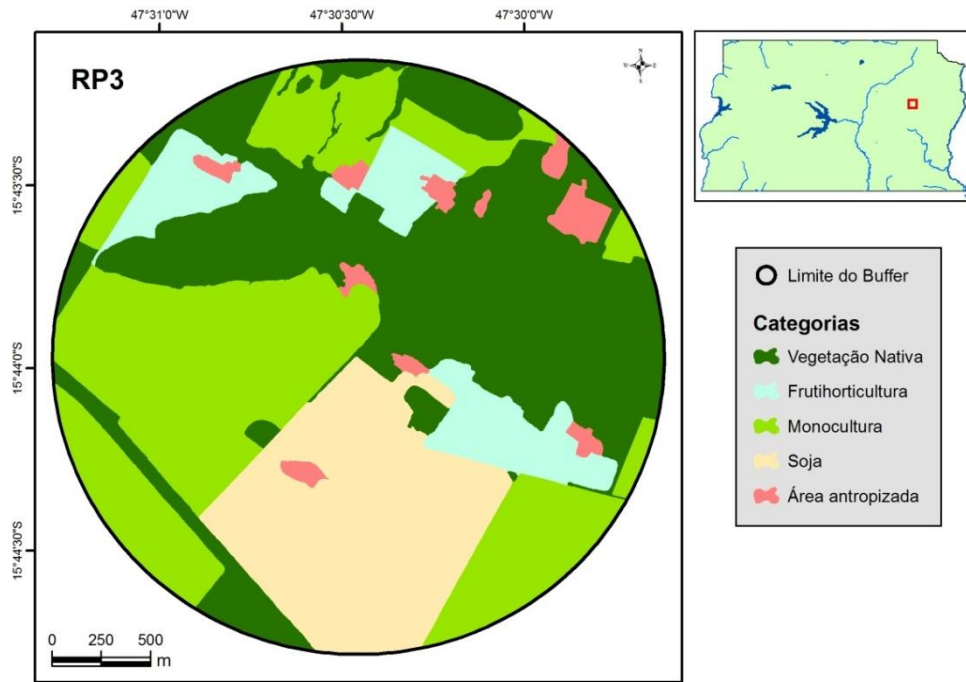 47°31'0"W
47°30'30"W
47°30'0"W
RP3
W
E
S
15°43'30"S
15°44'0"S
15°44'30"S
0 250 500
m
Limite do Buffer
Categorias
Vegetação Nativa
Frutihorticultura
Monocultura
Soja
Área antropizada